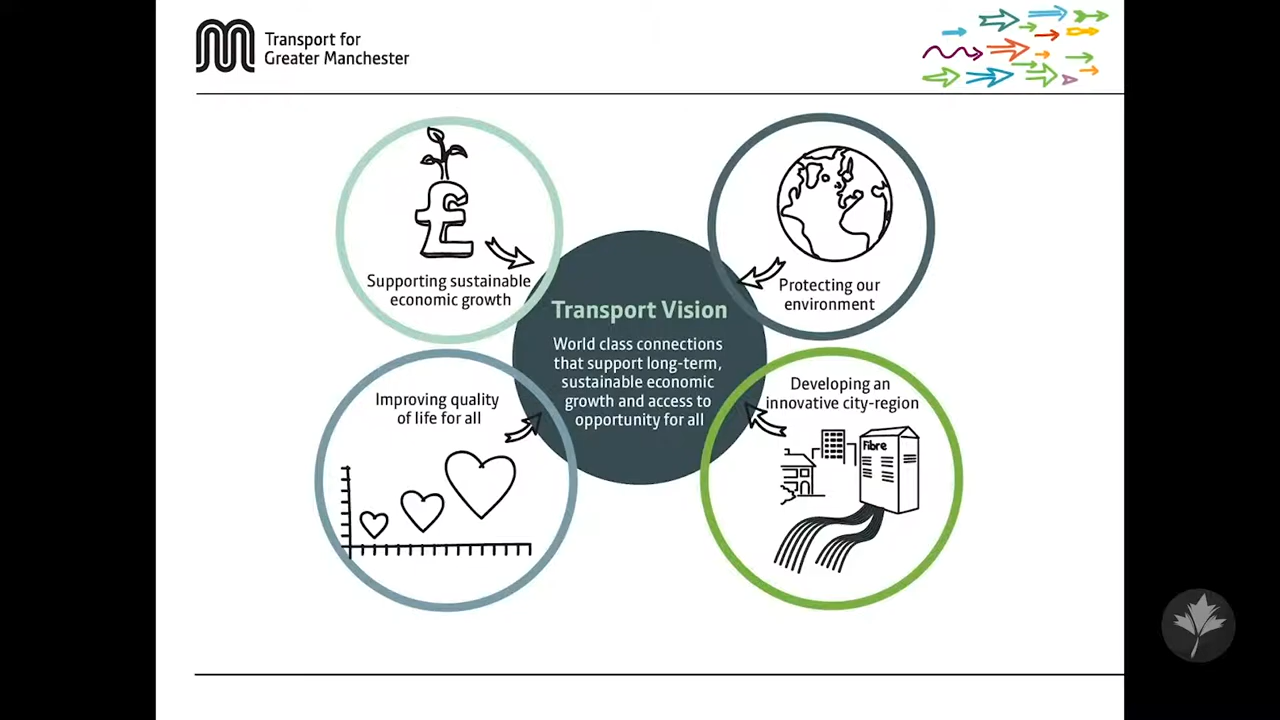 Transport for
Greater Manchester
Supporting sustainable
economic growth
Protecting our
environment
Transport Vision
World class connections
that support long-term,
sustainable economic
growth and access to
opportunity for all
Improving quality
of life for all
Developing an
innovative city-region
Fibre